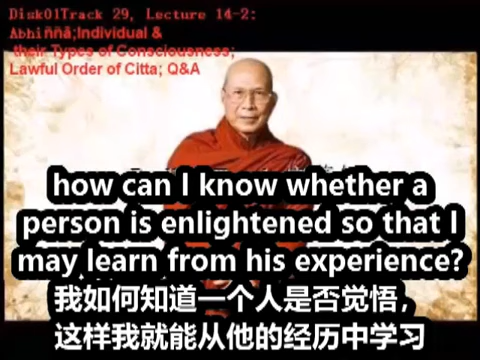 Disk01Track 29, Lecture 14-2:
Abhiññā;Individual &
their Types of Consciousness;
Lawful Order of Citta; Q&A
how can I know whether a
person is enlightened so that I
may learn from his experience?
我如何知道一个人是否觉悟，
这样我就能从他的经历中学习